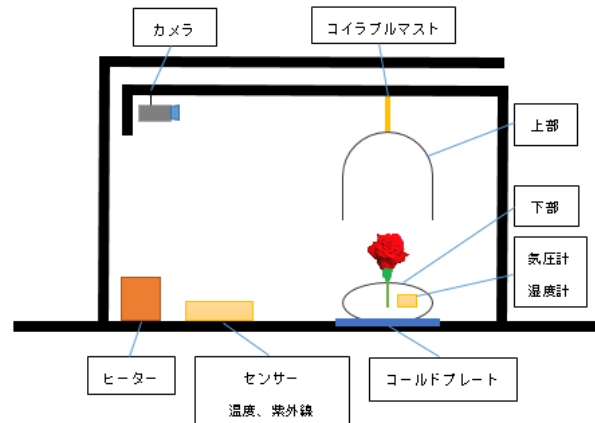 カメラ
コイラブルマスト
上部
下部
気圧計
湿度計
ヒーター
センサー
温度、紫外線
コールドプレート